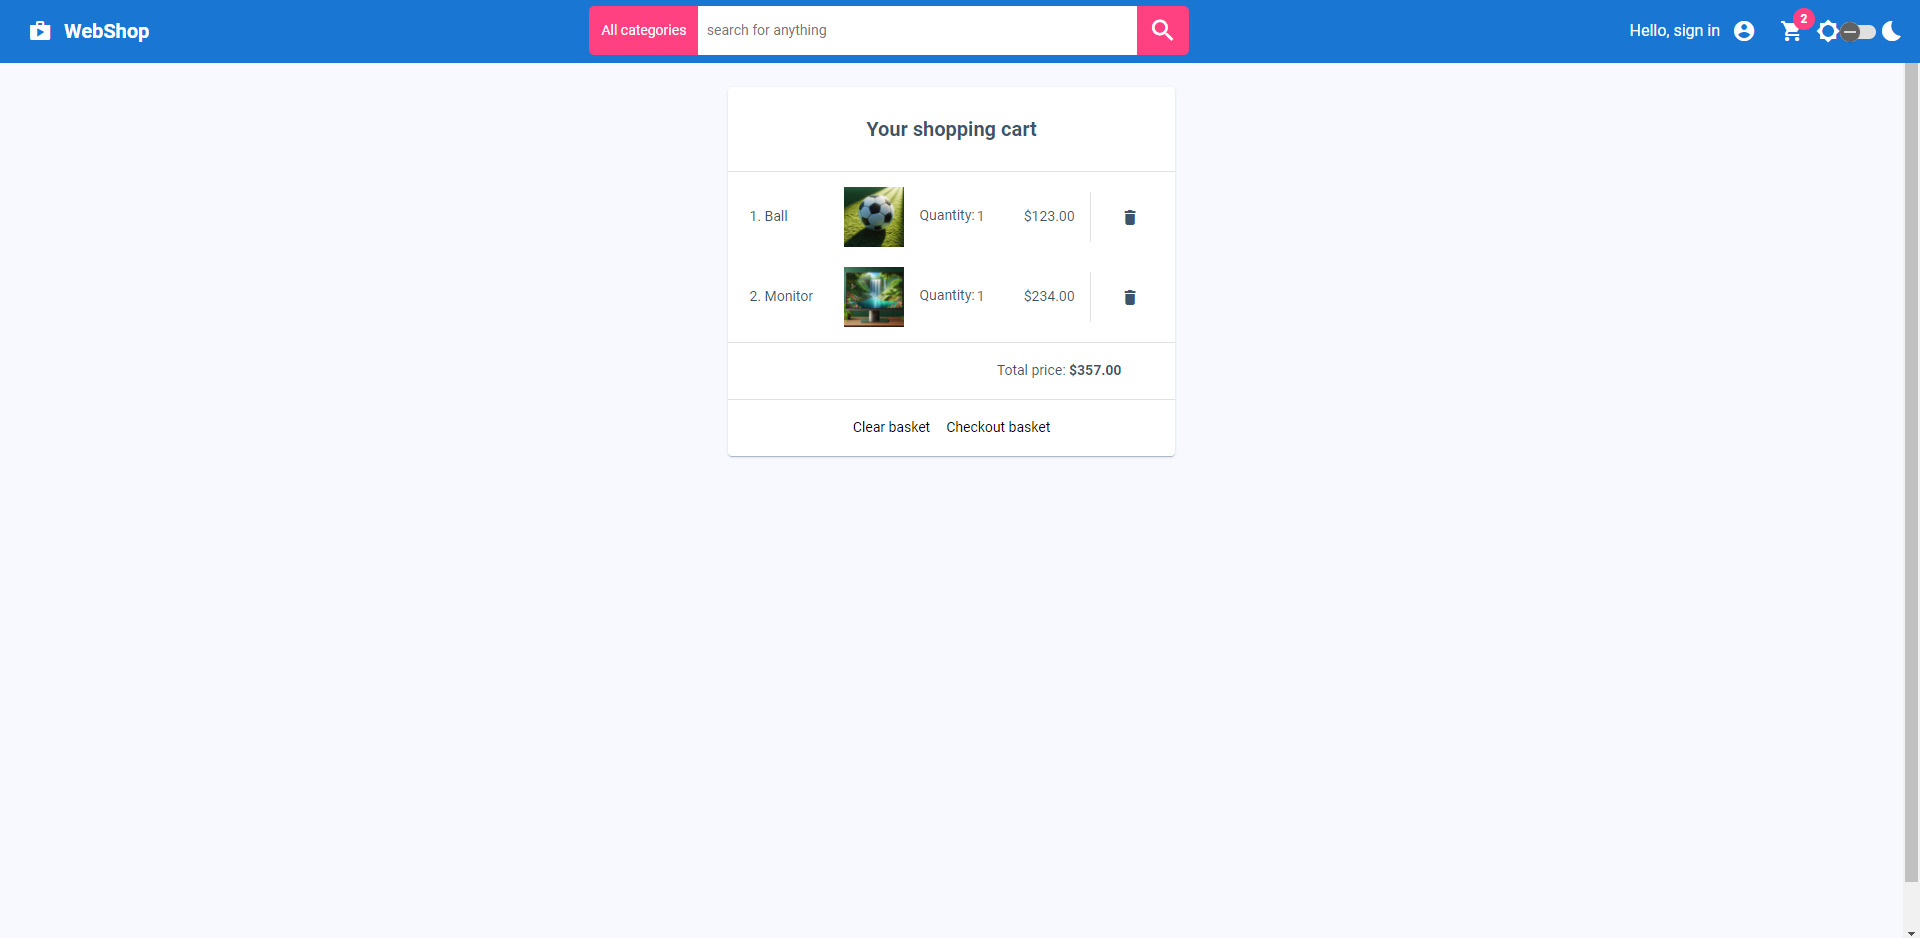 WebShop
All categories
search for anything
Hello, sign in
2
Your shopping cart
1. Ball
Quantity: 1
$123.00
2. Monitor
Quantity: 1
$234.00
Total price: $357.00
Clear basket
Checkout basket